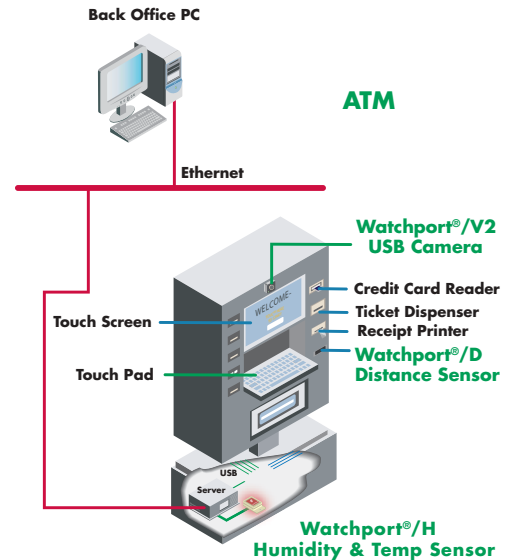 Back Office PC
ATM
Ethernet
Watchport®/V2
USB Camera
WELCOME-
Credit Card Reader
Ticket Dispenser
Touch Screen
Receipt Printer
Watchport®/D
Distance Sensor
Touch Pad
USB
Server
Watchport®/H
Humidity & Temp Sensor